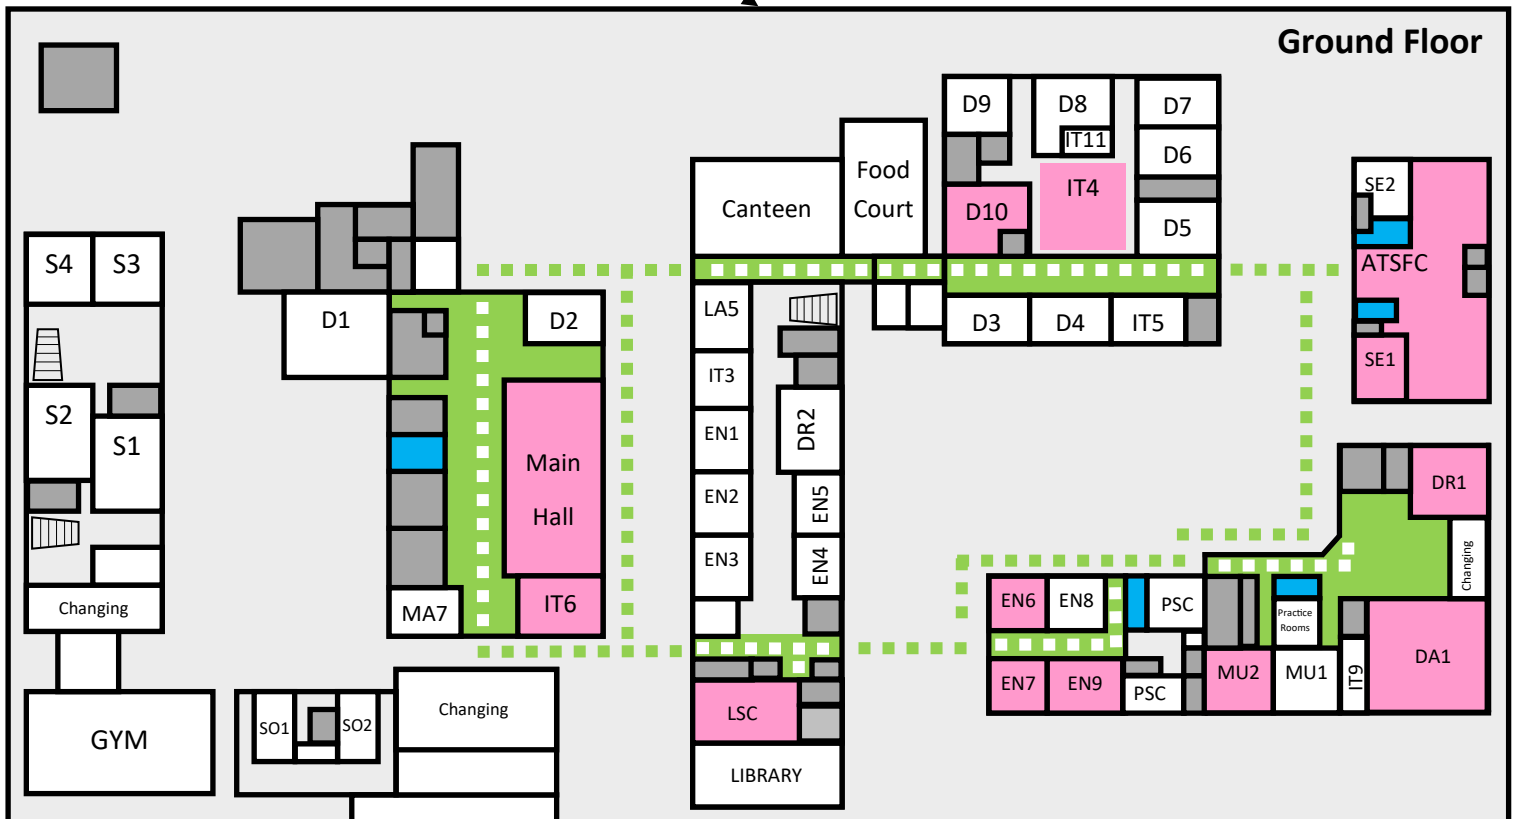 Ground Floor
D9
D8
D7
IT11
D6
Food
Court
Canteen
IT4
D10
D5
SE2
ATSFC
S4
S3
D1
D2
LA5
D3
D4
IT5
SE1
IT3
S2
S1
EN1
DR2
Main
Hall
DR1
EN2
EN5
EN3
EN4
Changing
Changing
MA7
IT6
EN6
EN8
PSC
Practice
Rooms
EN7
EN9
PSC
MU2
MU1
IT9
DA1
GYM
SO1
SO2
Changing
LSC
LIBRARY